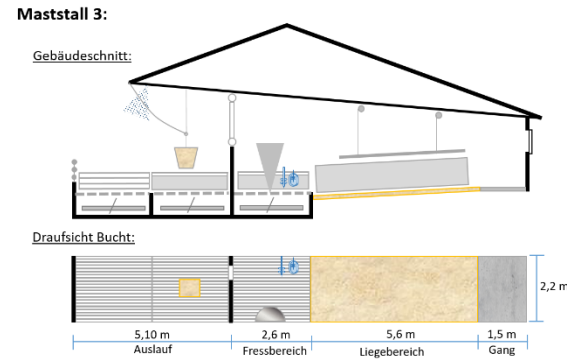 Maststall 3:
Gebäudeschnitt:
Draufsicht Bucht:
2,2 m
5,10 m 2,6 m 5,6 m 1,5 m
Auslauf Fressbereich Liegebereich Gang